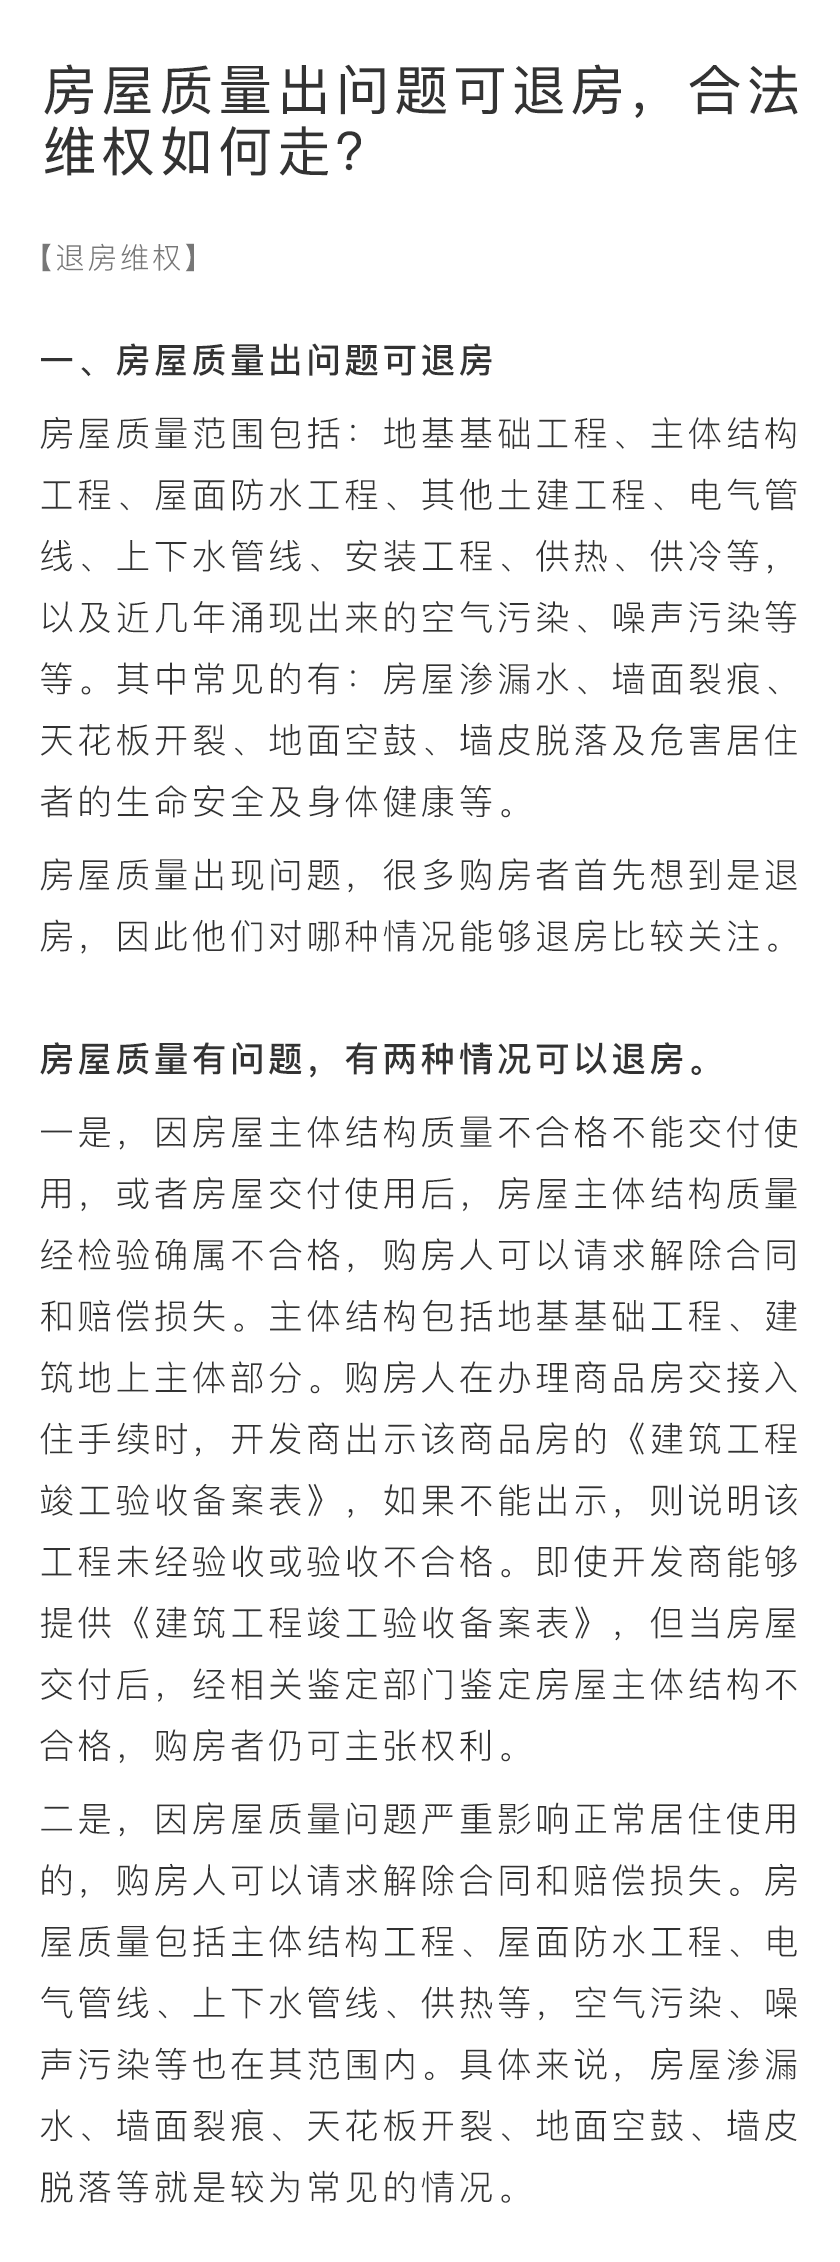 房屋质量出问题可退房，合法
维权如何走?
【退房维权】
一、房屋质量出问题可退房
房屋质量范围包括：地基基础工程、主体结构
工程、屋面防水工程、其他土建工程、电气管
线、上下水管线、安装工程、供热、供冷等，
以及近几年涌现出来的空气污染、噪声污染等
等。其中常见的有：房屋渗漏水、墙面裂痕、
天花板开裂、地面空鼓、墙皮脱落及危害居住
者的生命安全及身体健康等。
房屋质量出现问题，很多购房者首先想到是退
房，因此他们对哪种情况能够退房比较关注。
房屋质量有问题，有两种情况可以退房。
一是，因房屋主体结构质量不合格不能交付使
用，或者房屋交付使用后，房屋主体结构质量
经检验确属不合格，购房人可以请求解除合同
和赔偿损失。主体结构包括地基基础工程、建
筑地上主体部分。购房人在办理商品房交接入
住手续时，开发商出示该商品房的《建筑工程
竣工验收备案表》，如果不能出示，则说明该
工程未经验收或验收不合格。即使开发商能够
提供《建筑工程竣工验收备案表》，但当房屋
交付后，经相关鉴定部门鉴定房屋主体结构不
合格，购房者仍可主张权利。
二是，因房屋质量问题严重影响正常居住使用
的，购房人可以请求解除合同和赔偿损失。房
屋质量包括主体结构工程、屋面防水工程、电
气管线、上下水管线、供热等，空气污染、噪
声污染等也在其范围内。具体来说，房屋渗漏
水、墙面裂痕、天花板开裂、地面空鼓、墙皮
脱落等就是较为常见的情况。